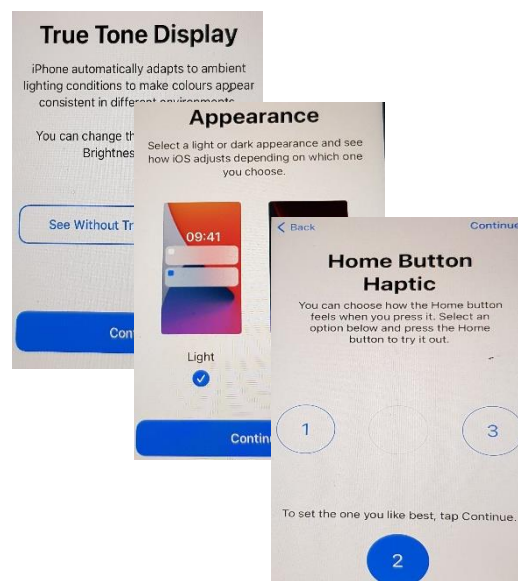 True Tone Display
iPhone automatically adapts to ambient
lighting conditions to make colours appear
consistent in different environments.
You can change th
Brightnes
See Without Tr
Con
Appearance
Select a light or dark appearance and see
how iOS adjusts depending on which one
you choose.
09:41
Light
Contin
Back
Continue
Home Button
Haptic
You can choose how the Home button
feels when you press it. Select an
option below and press the Home
button to try it out.
1
3
To set the one you like best, tap Continue.
2